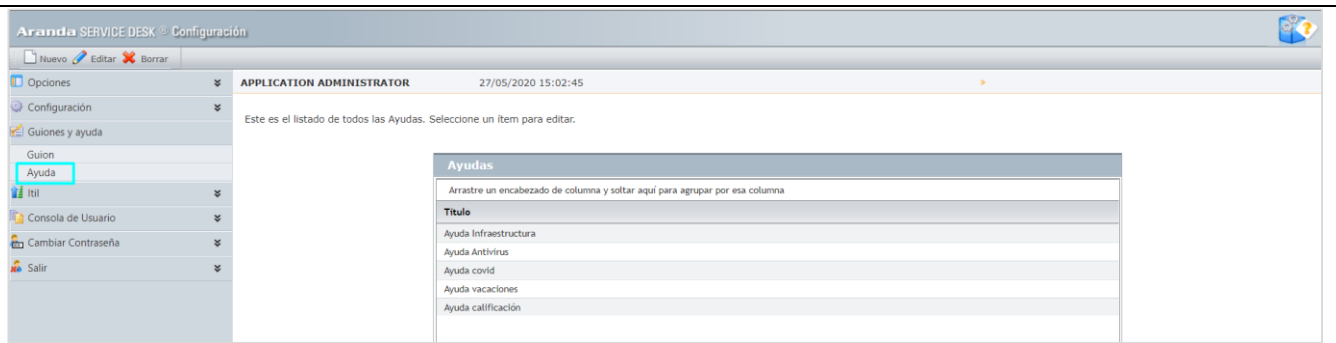 Aranda SERVICE DESK ® Configuración
Nuevo Editar Borrar
Opciones
APPLICATION ADMINISTRATOR 27/05/2020 15:02:45
Configuración
Este es el listado de todos las Ayudas. Seleccione un ítem para editar.
Guiones y ayuda
Guion
Ayuda
Itil
Consola de Usuario
Cambiar Contraseña
Salir
Ayudas
Arrastre un encabezado de columna y soltar aquí para agrupar por esa columna
Título
Ayuda Infraestructura
Ayuda Antivirus
Ayuda covid
Ayuda vacaciones
Ayuda calificación